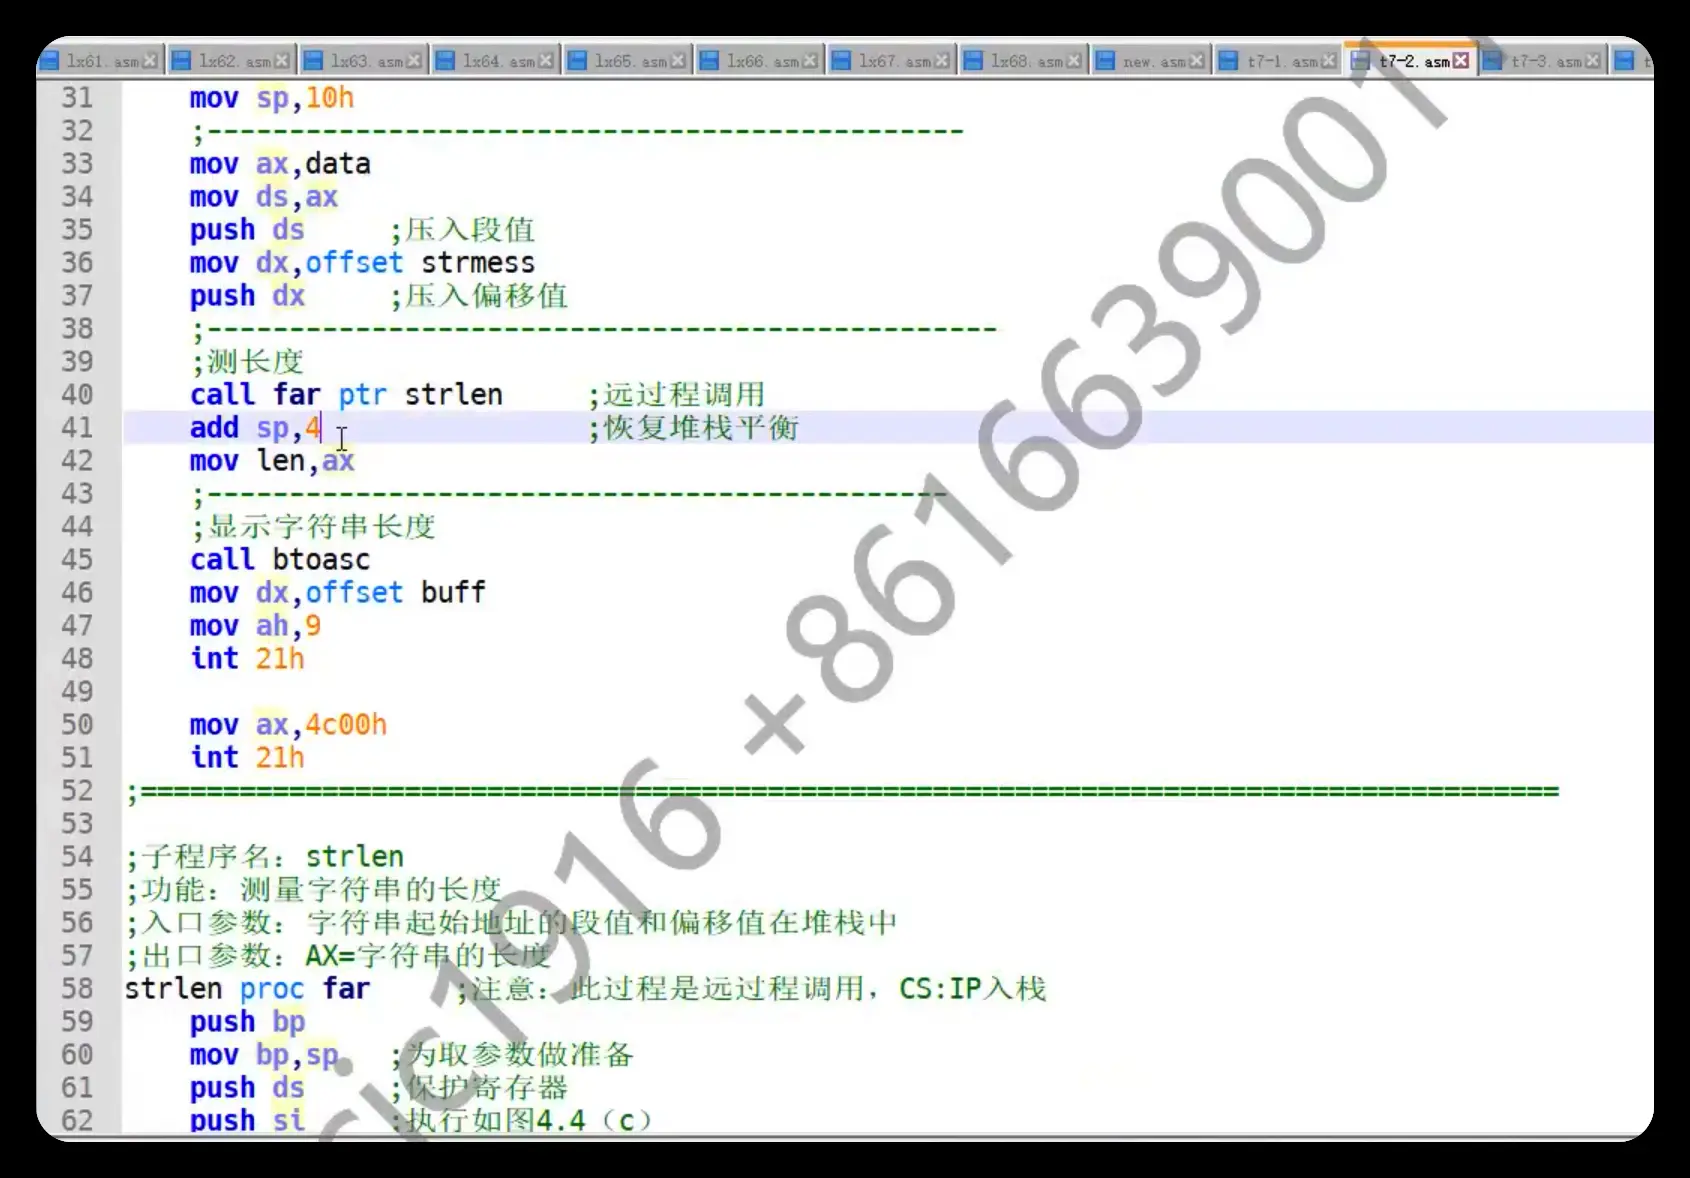 lx61.asm lx62.asm lx63.asm lx64.asm lx65.asm lx66.asm lx67.asm lx68.asm new.asm t7-1.asm t7-2.asm t7-3.asm t
31 mov sp,10h
32 ;----------------------------------------------
33 mov ax,data
34 mov ds,ax
35 push ds ;压入段值
36 mov dx,offset strmess
37 push dx ;压入偏移值
38 ;------------------------------------------------
39 ;测长度
40 call far ptr strlen ;远过程调用
41 add sp,4 ;恢复堆栈平衡
42 mov len,ax
43 ;---------------------------------------------
44 ;显示字符串长度
45 call btoasc
46 mov dx,offset buff
47 mov ah,9
48 int 21h
49
50 mov ax,4c00h
51 int 21h
52 ;======================================================================================
53
54 ;子程序名：strlen
55 ;功能：测量字符串的长度
56 ;入口参数：字符串起始地址的段值和偏移值在堆栈中
57 ;出口参数：AX=字符串的长度
58 strlen proc far ;注意：此过程是远过程调用，CS:IP入栈
59 push bp
60 mov bp,sp ;为取参数做准备
61 push ds ;保护寄存器
62 push si ;执行如图4.4（c）
ric1916 +8616639001